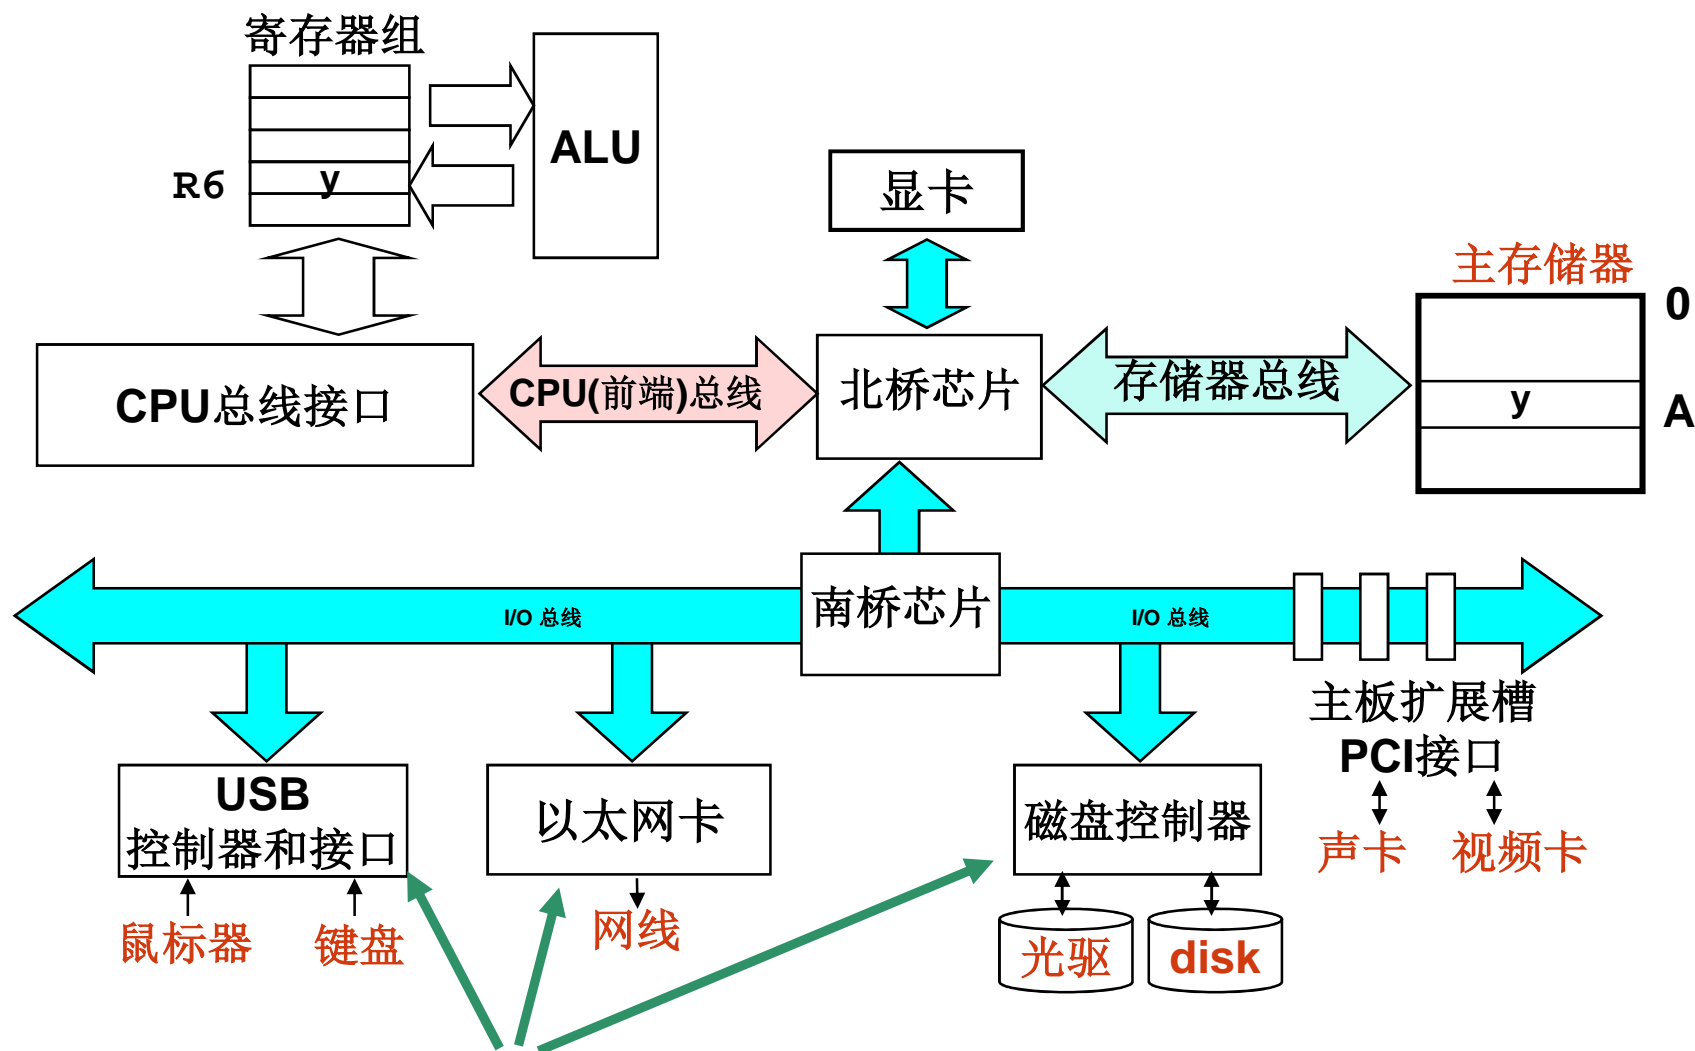 寄存器组
ALU
R6
y
显卡
主存储器
0
CPU总线接口
CPU(前端)总线
北桥芯片
存储器总线
y
A
I/O 总线
南桥芯片
I/O 总线
主板扩展槽
PCI接口
USB
控制器和接口
以太网卡
磁盘控制器
声卡
视频卡
鼠标器
键盘
网线
光驱
disk